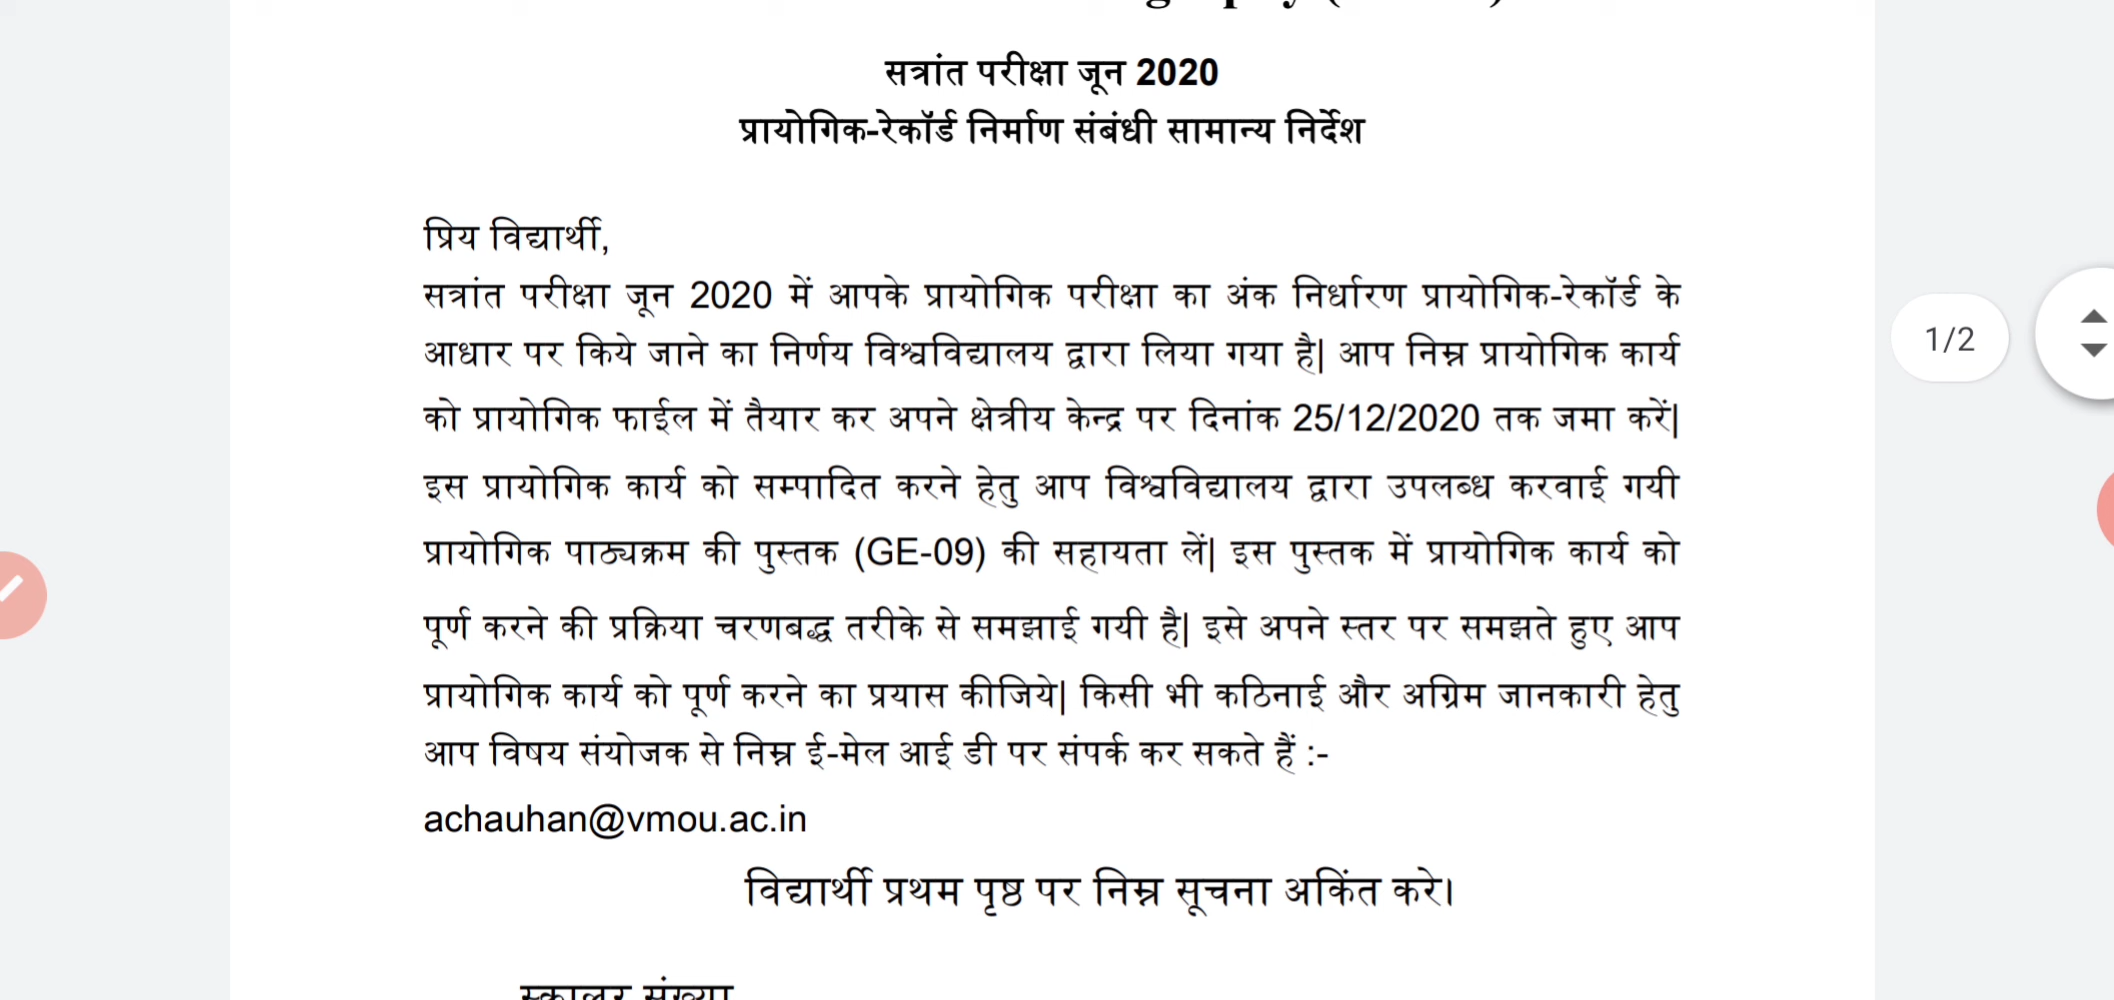 सत्रांत परीक्षा जून 2020
प्रायोगिक-रेकॉर्ड निर्माण संबंधी सामान्य निर्देश
प्रिय विद्यार्थी,
सत्रांत परीक्षा जून 2020 में आपके प्रायोगिक परीक्षा का अंक निर्धारण प्रायोगिक-रेकॉर्ड के
आधार पर किये जाने का निर्णय विश्वविद्यालय द्वारा लिया गया है| आप निम्न प्रायोगिक कार्य
1/2
को प्रायोगिक फाईल में तैयार कर अपने क्षेत्रीय केन्द्र पर दिनांक 25/12/2020 तक जमा करें|
इस प्रायोगिक कार्य को सम्पादित करने हेतु आप विश्वविद्यालय द्वारा उपलब्ध करवाई गयी
प्रायोगिक पाठ्यक्रम की पुस्तक (GE-09) की सहायता लें| इस पुस्तक में प्रायोगिक कार्य को
पूर्ण करने की प्रक्रिया चरणबद्ध तरीके से समझाई गयी है| इसे अपने स्तर पर समझते हुए आप
प्रायोगिक कार्य को पूर्ण करने का प्रयास कीजिये| किसी भी कठिनाई और अग्रिम जानकारी हेतु
आप विषय संयोजक से निम्न ई-मेल आई डी पर संपर्क कर सकते हैं :-
achauhan@vmou.ac.in
विद्यार्थी प्रथम पृष्ठ पर निम्न सूचना अकिंत करे।
स्कालर संख्या